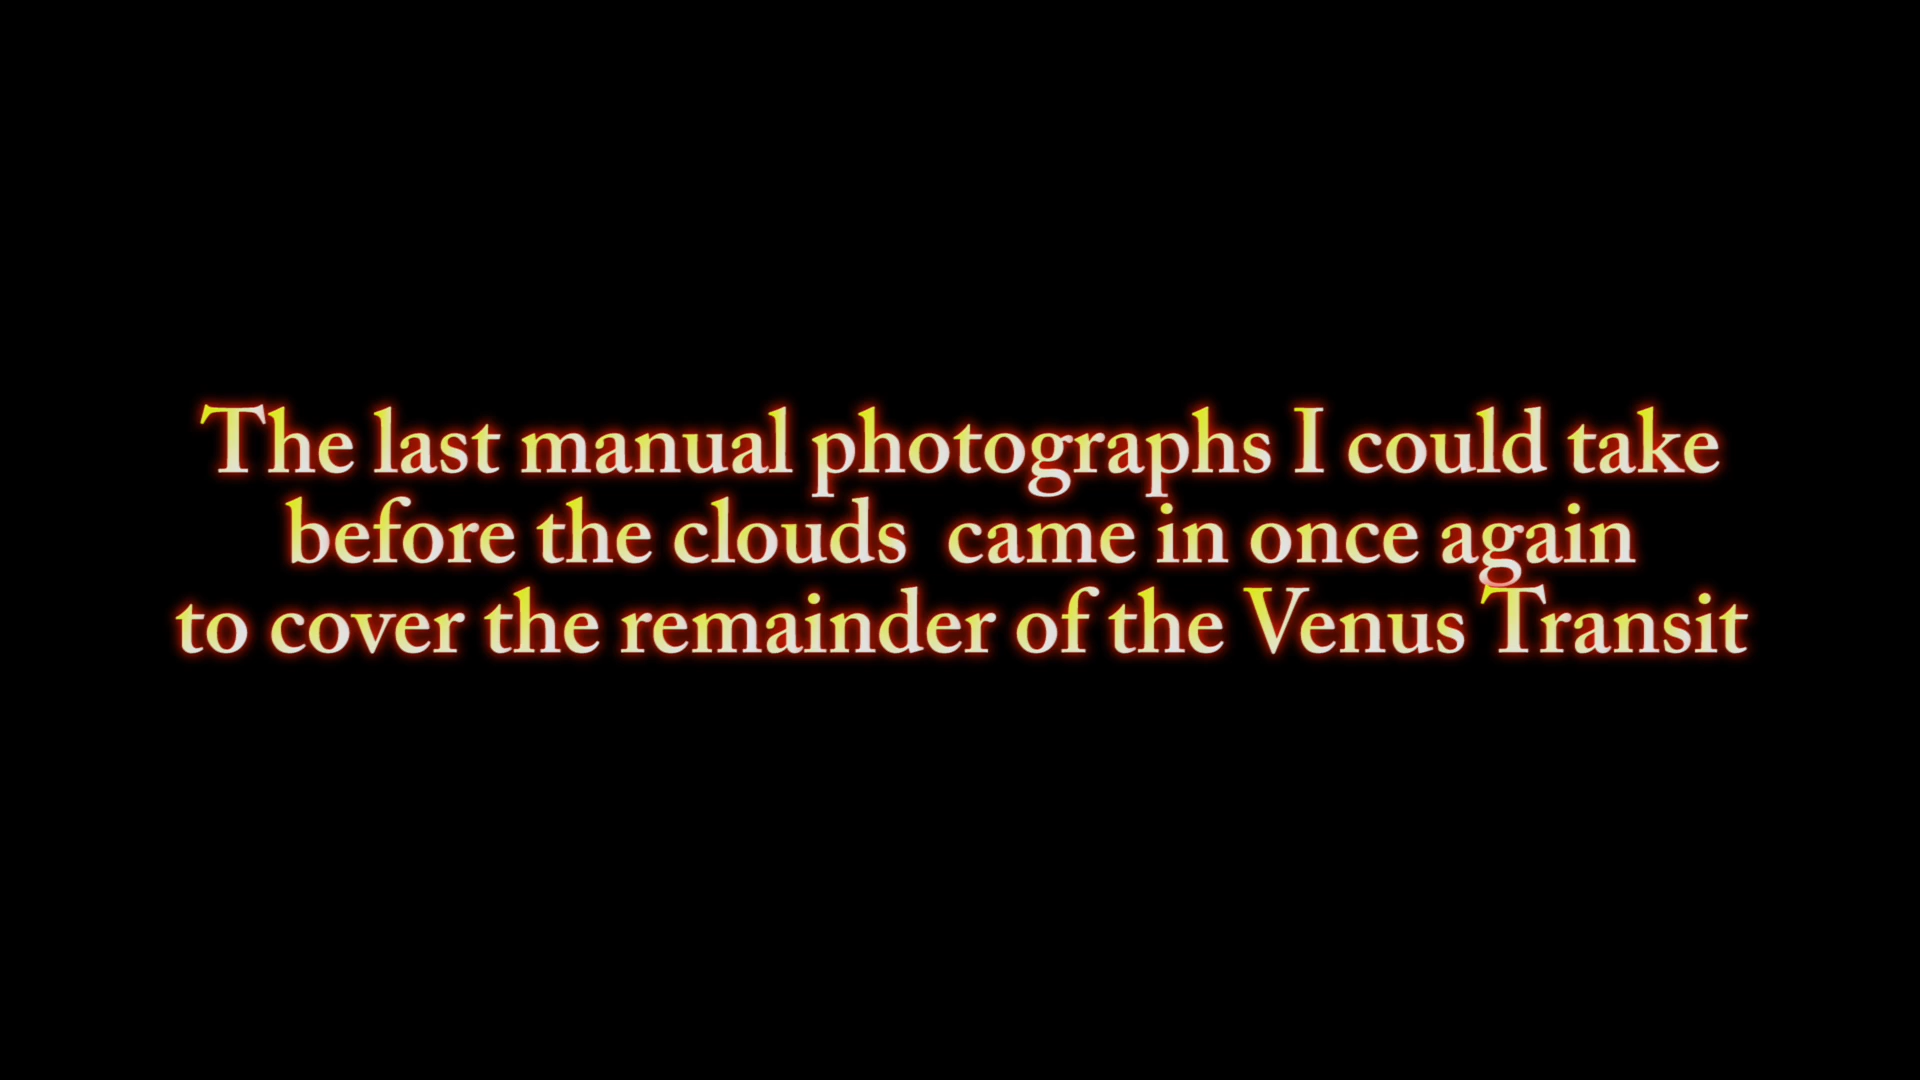 The last manual photographs I could take
before the clouds  came in once again
to cover the remainder of the Venus Transit